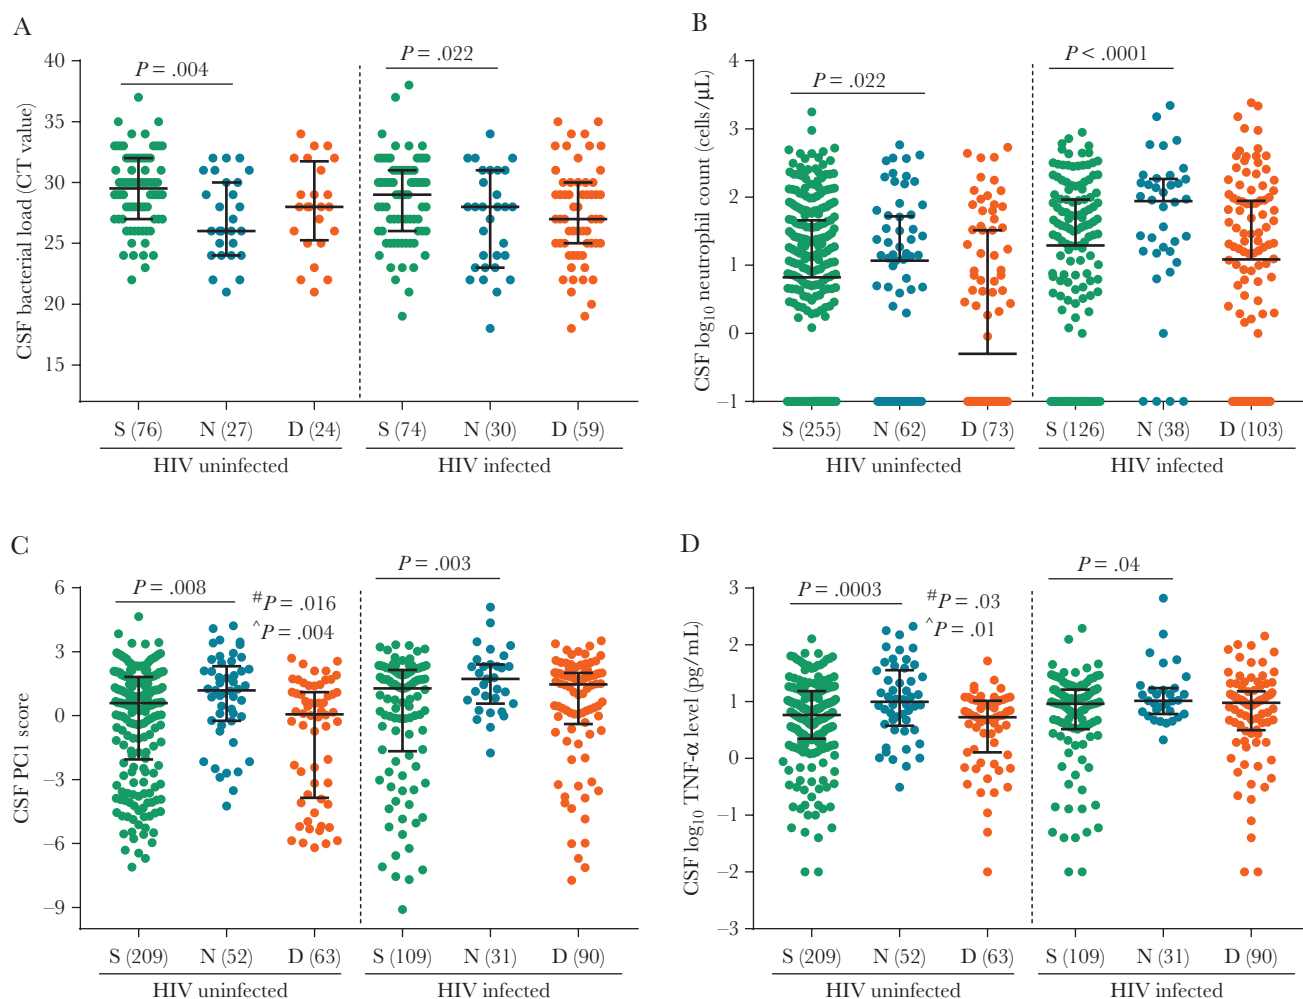 A
CSF bacterial load (CT value)
40
35
30
25
20
15
P = .004
P = .022
S (76) N (27) D (24) S (74) N (30) D (59)
HIV uninfected HIV infected
B
CSF log10 neutrophil count (cells/μL)
4
3
2
1
0
–1
P = .022
P < .0001
S (255) N (62) D (73) S (126) N (38) D (103)
HIV uninfected HIV infected
C
CSF PC1 score
6
3
0
–3
–6
–9
P = .008
#P = .016
^P = .004
P = .003
S (209) N (52) D (63) S (109) N (31) D (90)
HIV uninfected HIV infected
D
CSF log10 TNF-α level (pg/mL)
3
2
1
0
–1
–2
–3
P = .0003
#P = .03
^P = .01
P = .04
S (209) N (52) D (63) S (109) N (31) D (90)
HIV uninfected HIV infected